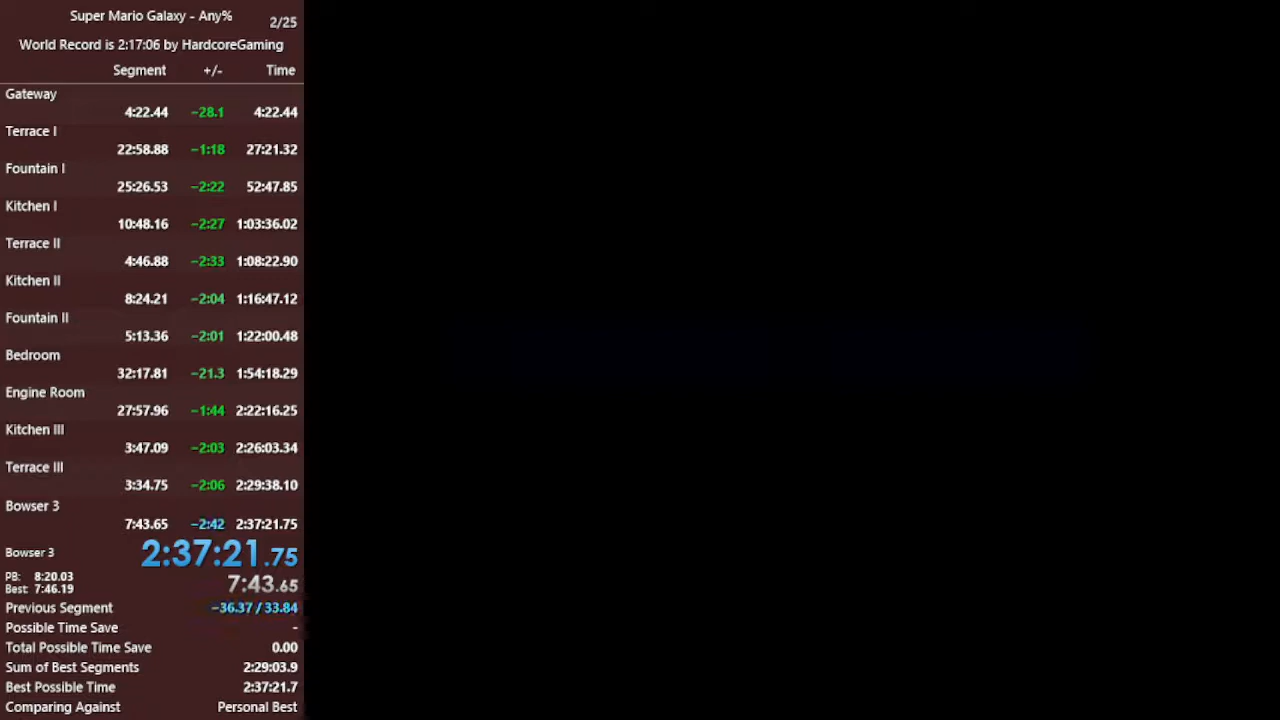 Super Mario Galaxy - Any%
2/25
World Record is 2:17:06 by HardcoreGaming
Segment +/- Time
Gateway
4:22.44 −28.1 4:22.44
Terrace I
22:58.88 −1:18 27:21.32
Fountain I
25:26.53 −2:22 52:47.85
Kitchen I
10:48.16 −2:27 1:03:36.02
Terrace II
4:46.88 −2:33 1:08:22.90
Kitchen II
8:24.21 −2:04 1:16:47.12
Fountain II
5:13.36 −2:01 1:22:00.48
Bedroom
32:17.81 −21.3 1:54:18.29
Engine Room
27:57.96 −1:44 2:22:16.25
Kitchen III
3:47.09 −2:03 2:26:03.34
Terrace III
3:34.75 −2:06 2:29:38.10
Bowser 3
7:43.65 −2:42 2:37:21.75
Bowser 3 2:37:21.75
PB: 8:20.03
Best: 7:46.19
7:43.65
Previous Segment −36.37 / 33.84
Possible Time Save -
Total Possible Time Save 0.00
Sum of Best Segments 2:29:03.9
Best Possible Time 2:37:21.7
Comparing Against Personal Best